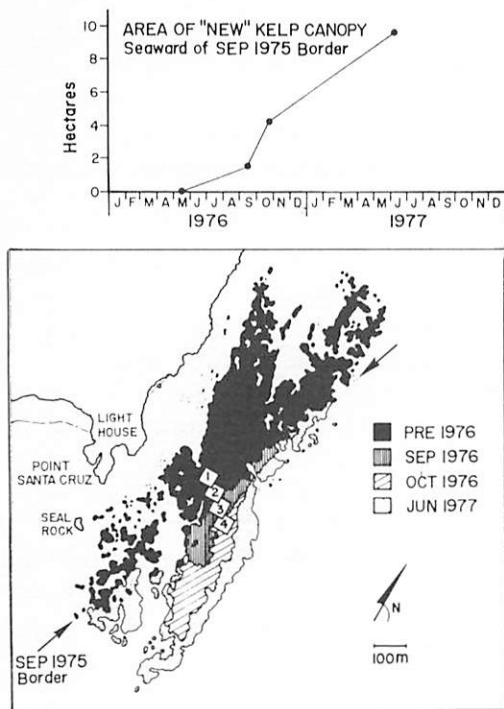 AREA OF "NEW" KELP CANOPY
Seaward of SEP 1975 Border
Hectares
10
8
6
4
2
0
J F M A M J J A S O N D J F M A M J J A S O N D
1976 1977
LIGHT
HOUSE
POINT
SANTA CRUZ
SEAL
ROCK
1
2
3
4
PRE 1976
SEP 1976
OCT 1976
JUN 1977
N
100m
SEP 1975
Border